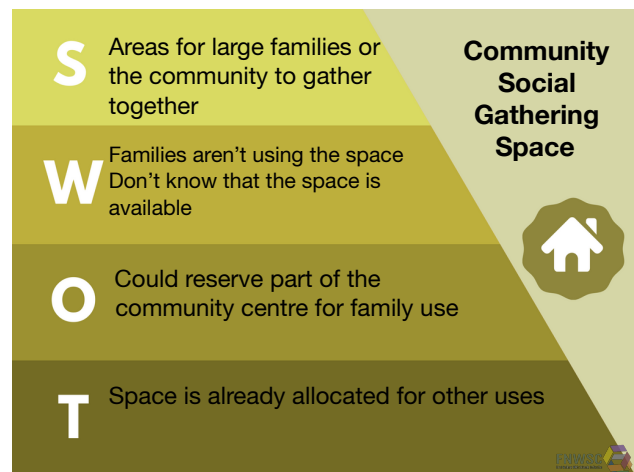 S
Areas for large families or
the community to gather
together
Community
Social
Gathering
Space
W
Families aren't using the space
Don't know that the space is
available
O
Could reserve part of the
community centre for family use
T
Space is already allocated for other uses
FNWSC